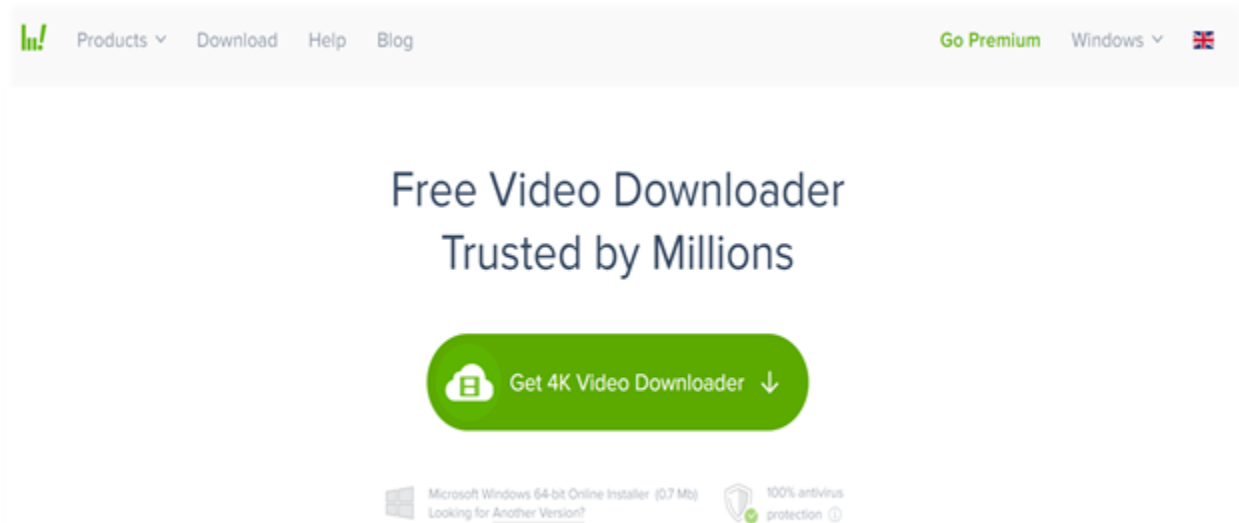 Products Download Help Blog Go Premium Windows
Free Video Downloader
Trusted by Millions
Get 4K Video Downloader
Microsoft Windows 64-bit Online Installer (0.7 Mb)
Looking for Another Version?
100% antivirus
protection